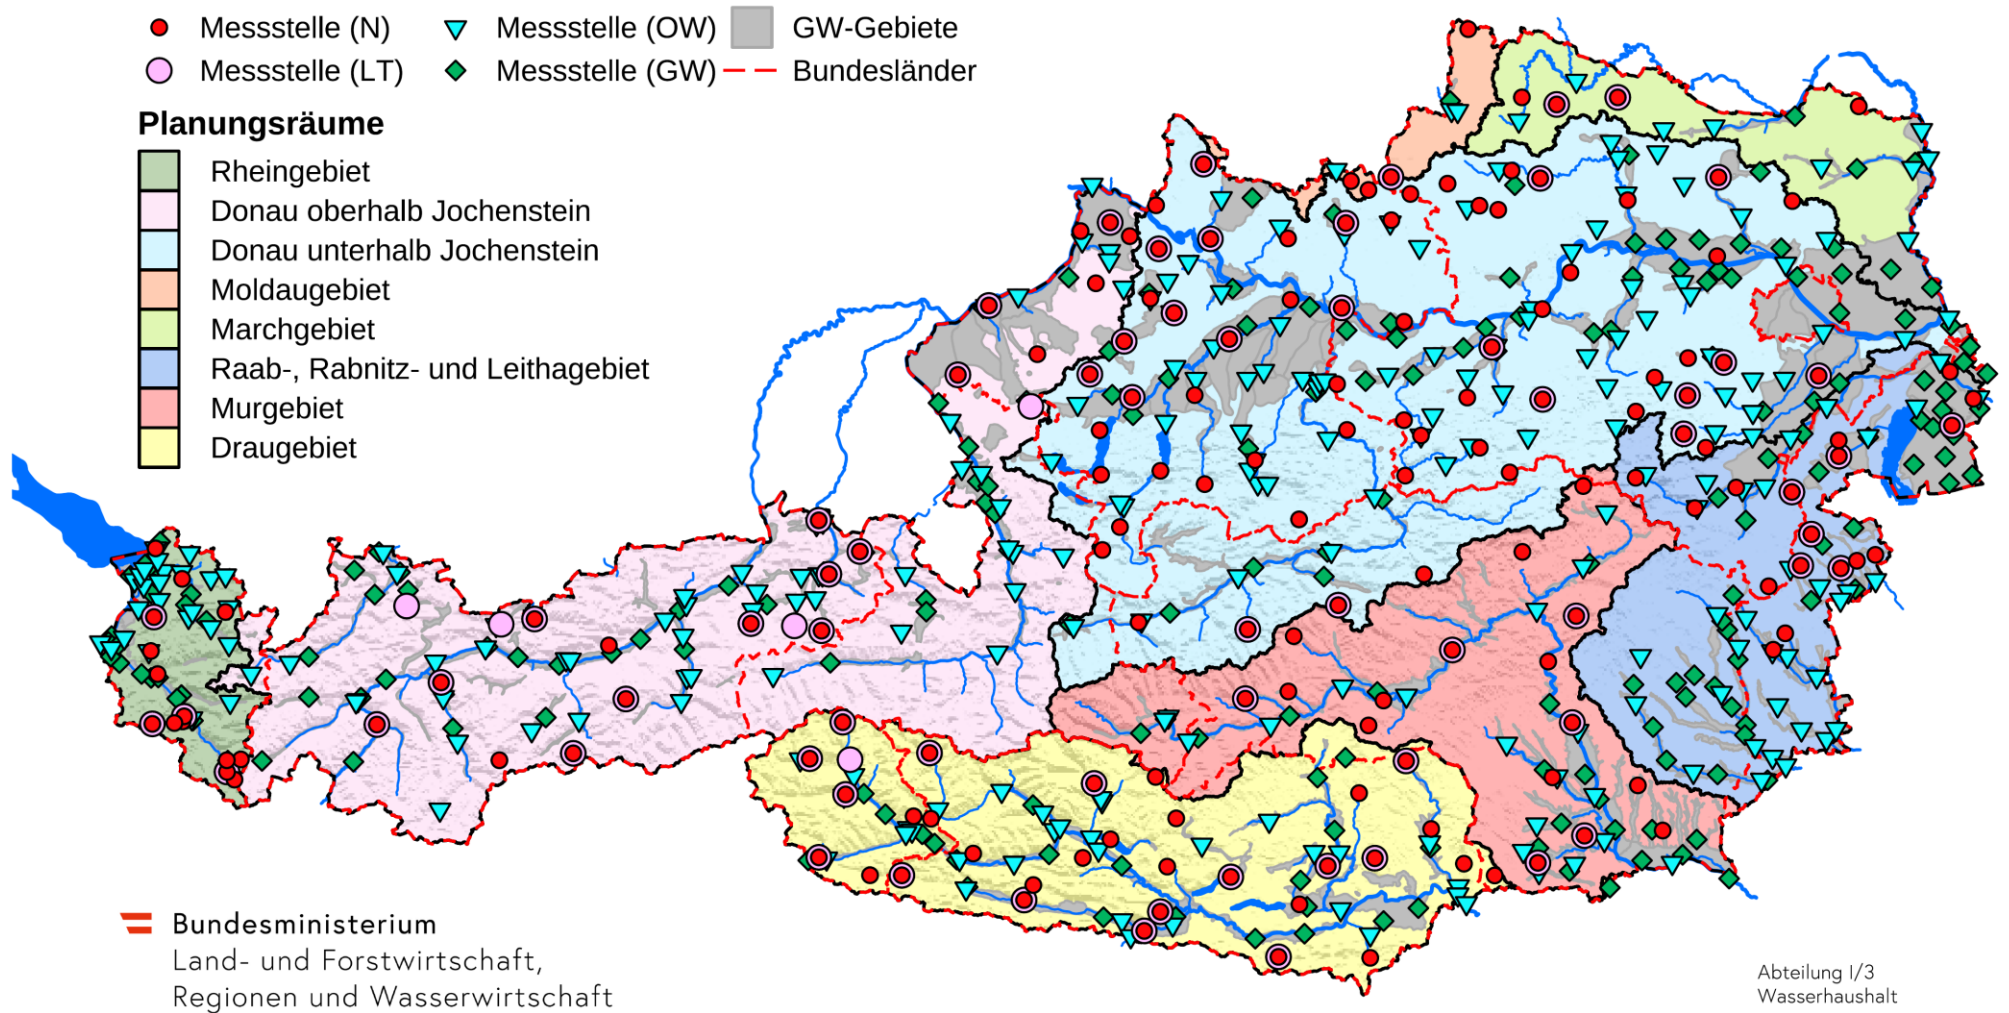 Messstelle (N)
Messstelle (OW)
GW-Gebiete
Messstelle (LT)
Messstelle (GW)
Bundesländer
Planungsräume
Rheingebiet
Donau oberhalb Jochenstein
Donau unterhalb Jochenstein
Moldaugebiet
Marchgebiet
Raab-, Rabnitz- und Leithagebiet
Murgebiet
Draugebiet
Bundesministerium
Land- und Forstwirtschaft,
Regionen und Wasserwirtschaft
Abteilung I/3
Wasserhaushalt